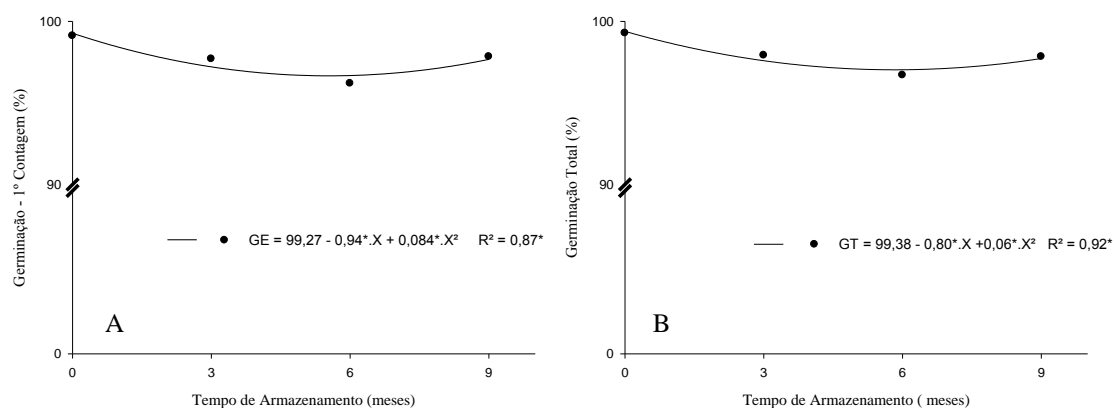 100
90
0
0
3
6
9
Germinação - 1º Contagem (%)
GE = 99,27 - 0,94*.X + 0,084*.X² R² = 0,87*
A
Tempo de Armazenamento (meses)
100
90
0
0
3
6
9
Germinação Total (%)
GT = 99,38 - 0,80*.X +0,06*.X² R² = 0,92*
B
Tempo de Armazenamento ( meses)